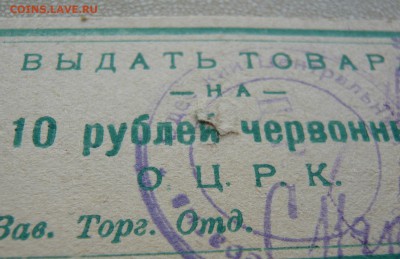 COINS.LAVE.RU
ВЫДАТЬ ТОВАР
— НА —
10 рублей червонн
О. Ц. Р. К.
Зав. Торг. Отд.